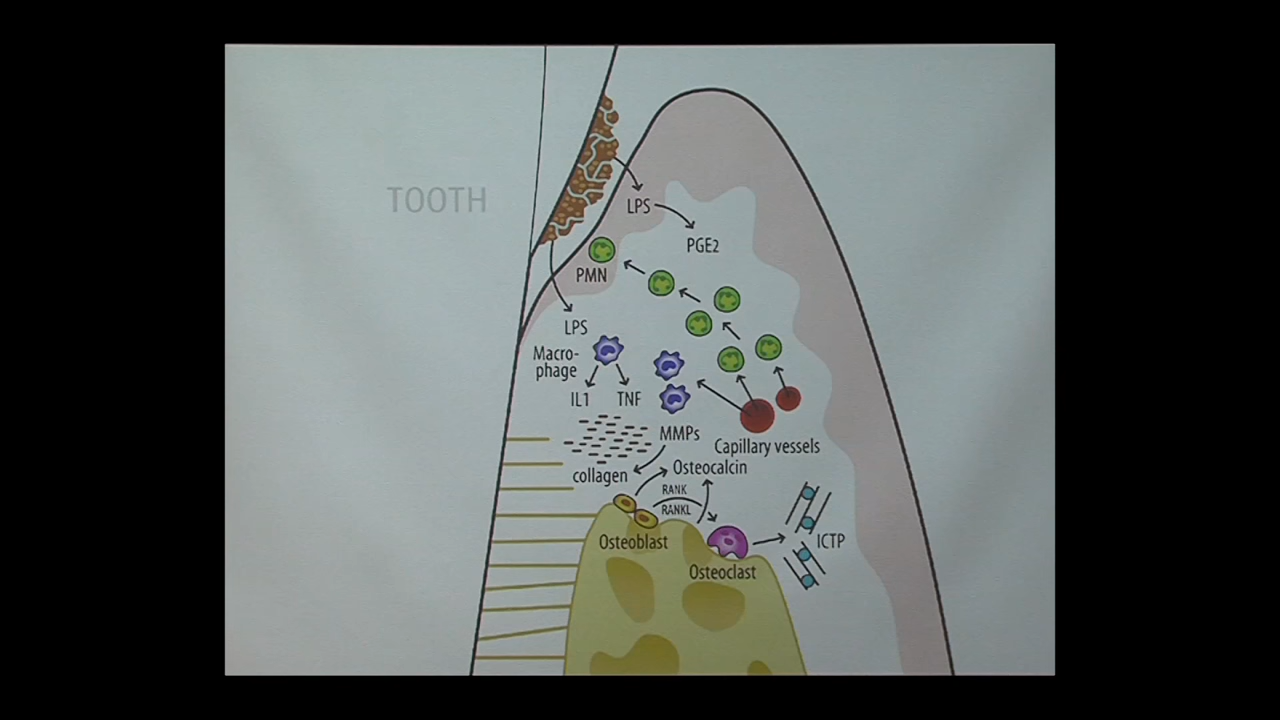 TOOTH
LPS
PGE2
PMN
LPS
Macro-
phage
IL1
TNF
MMPs
Capillary vessels
collagen
Osteocalcin
RANK
RANKL
Osteoblast
ICTP
Osteoclast